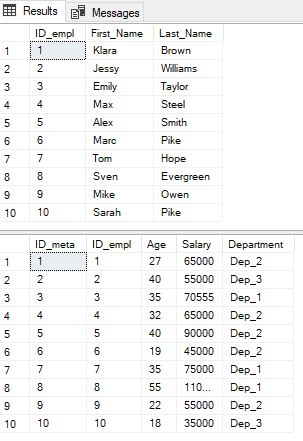 Results Messages
ID_empl First_Name Last_Name
1 1 Klara Brown
2 2 Jessy Williams
3 3 Emily Taylor
4 4 Max Steel
5 5 Alex Smith
6 6 Marc Pike
7 7 Tom Hope
8 8 Sven Evergreen
9 9 Mike Owen
10 10 Sarah Pike
ID_meta ID_empl Age Salary Department
1 1 1 27 65000 Dep_2
2 2 2 40 55000 Dep_3
3 3 3 35 70555 Dep_1
4 4 4 32 65000 Dep_2
5 5 5 40 90000 Dep_2
6 6 6 19 45000 Dep_2
7 7 7 35 75000 Dep_1
8 8 8 55 110... Dep_1
9 9 9 22 55000 Dep_2
10 10 10 18 35000 Dep_3